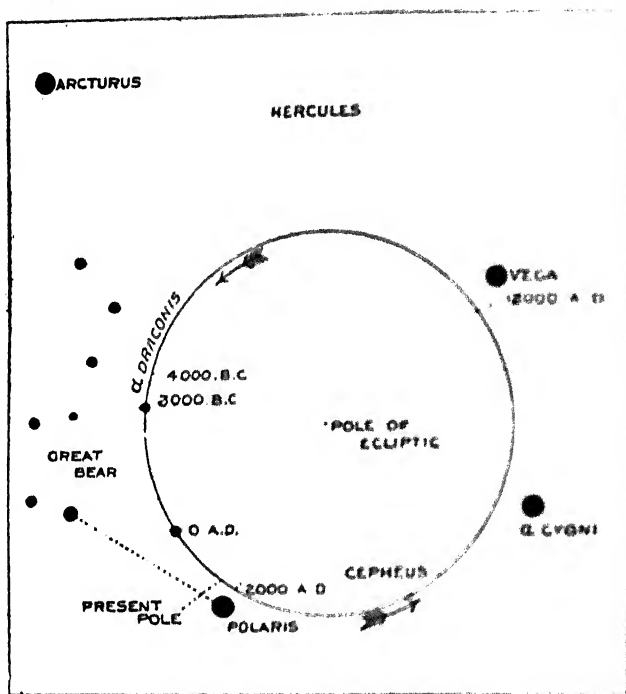 ARCTURUS
HERCULES
VEGA
12000 A D
α DRACONIS
4000. B.C
3000. B.C
POLE OF
ECLIPTIC
GREAT
BEAR
α CYGNI
0 A.D.
CEPHEUS
2000 A D
PRESENT
POLE
POLARIS